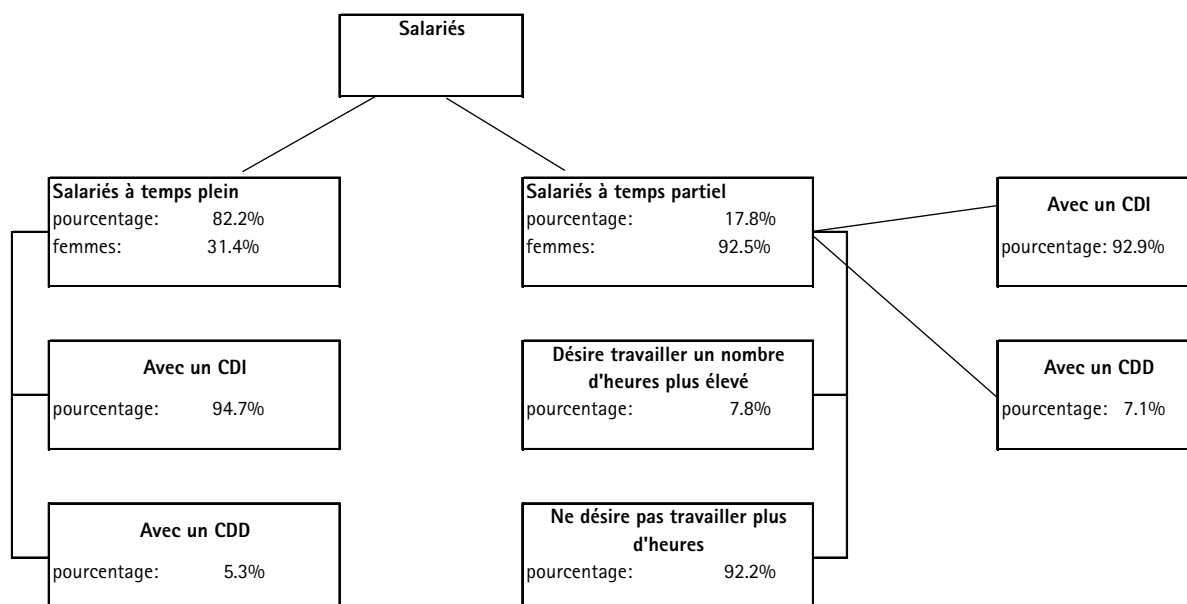 Salariés
Salariés à temps plein
pourcentage: 82.2%
femmes: 31.4%
Salariés à temps partiel
pourcentage: 17.8%
femmes: 92.5%
Avec un CDI
pourcentage: 92.9%
Avec un CDI
pourcentage: 94.7%
Désire travailler un nombre
d'heures plus élevé
pourcentage: 7.8%
Avec un CDD
pourcentage: 7.1%
Avec un CDD
pourcentage: 5.3%
Ne désire pas travailler plus
d'heures
pourcentage: 92.2%